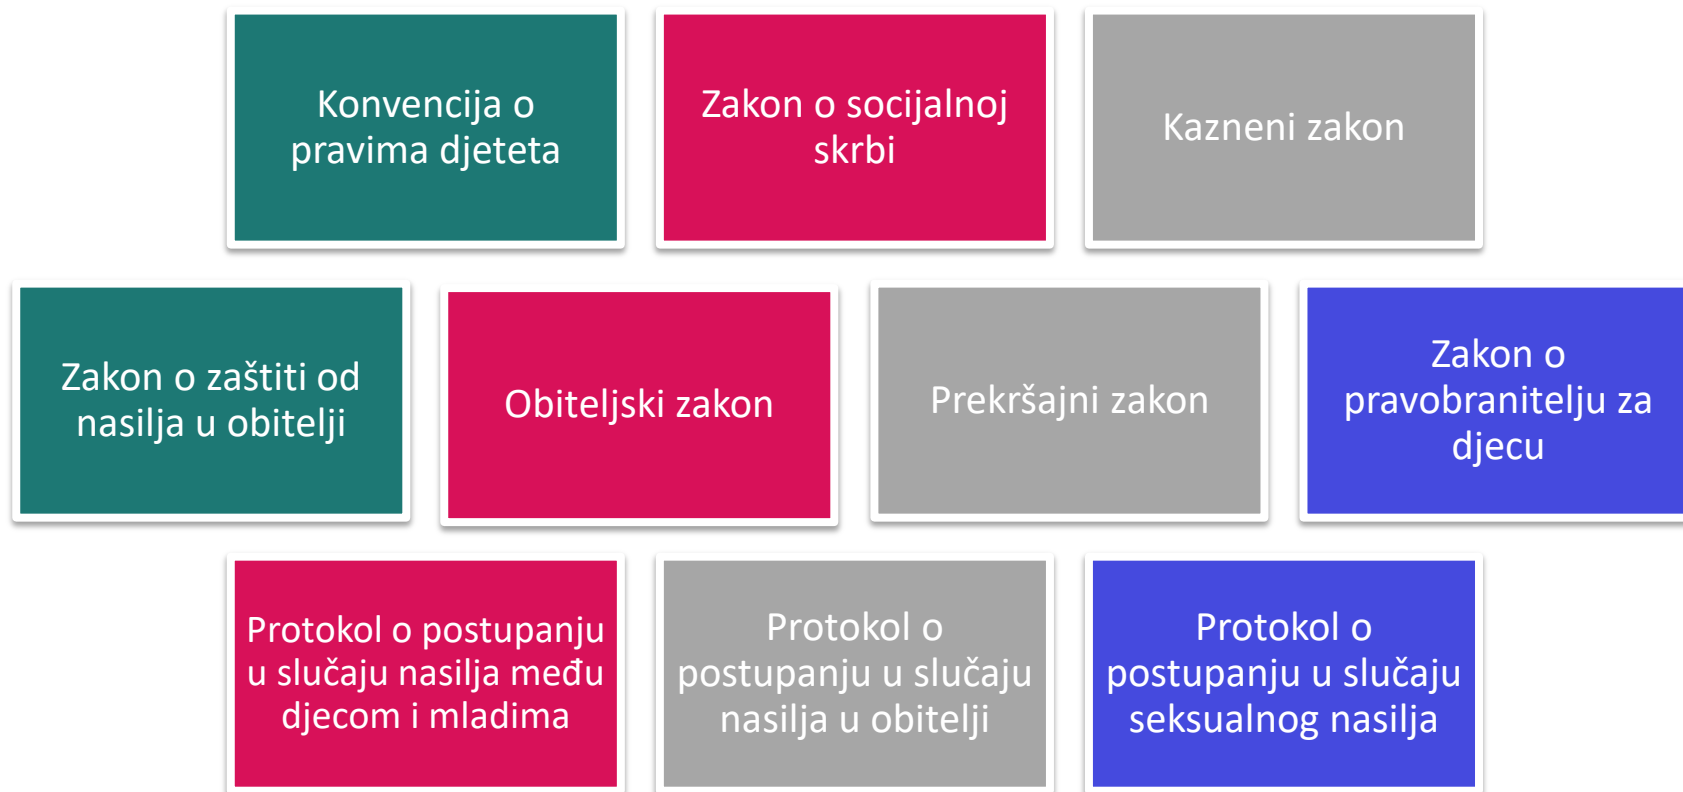 Konvencija o
pravima djeteta
Zakon o socijalnoj
skrbi
Kazneni zakon
Zakon o zaštiti od
nasilja u obitelji
Obiteljski zakon
Prekršajni zakon
Zakon o
pravobranitelju za
djecu
Protokol o postupanju
u slučaju nasilja među
djecom i mladima
Protokol o
postupanju u slučaju
nasilja u obitelji
Protokol o
postupanju u slučaju
seksualnog nasilja